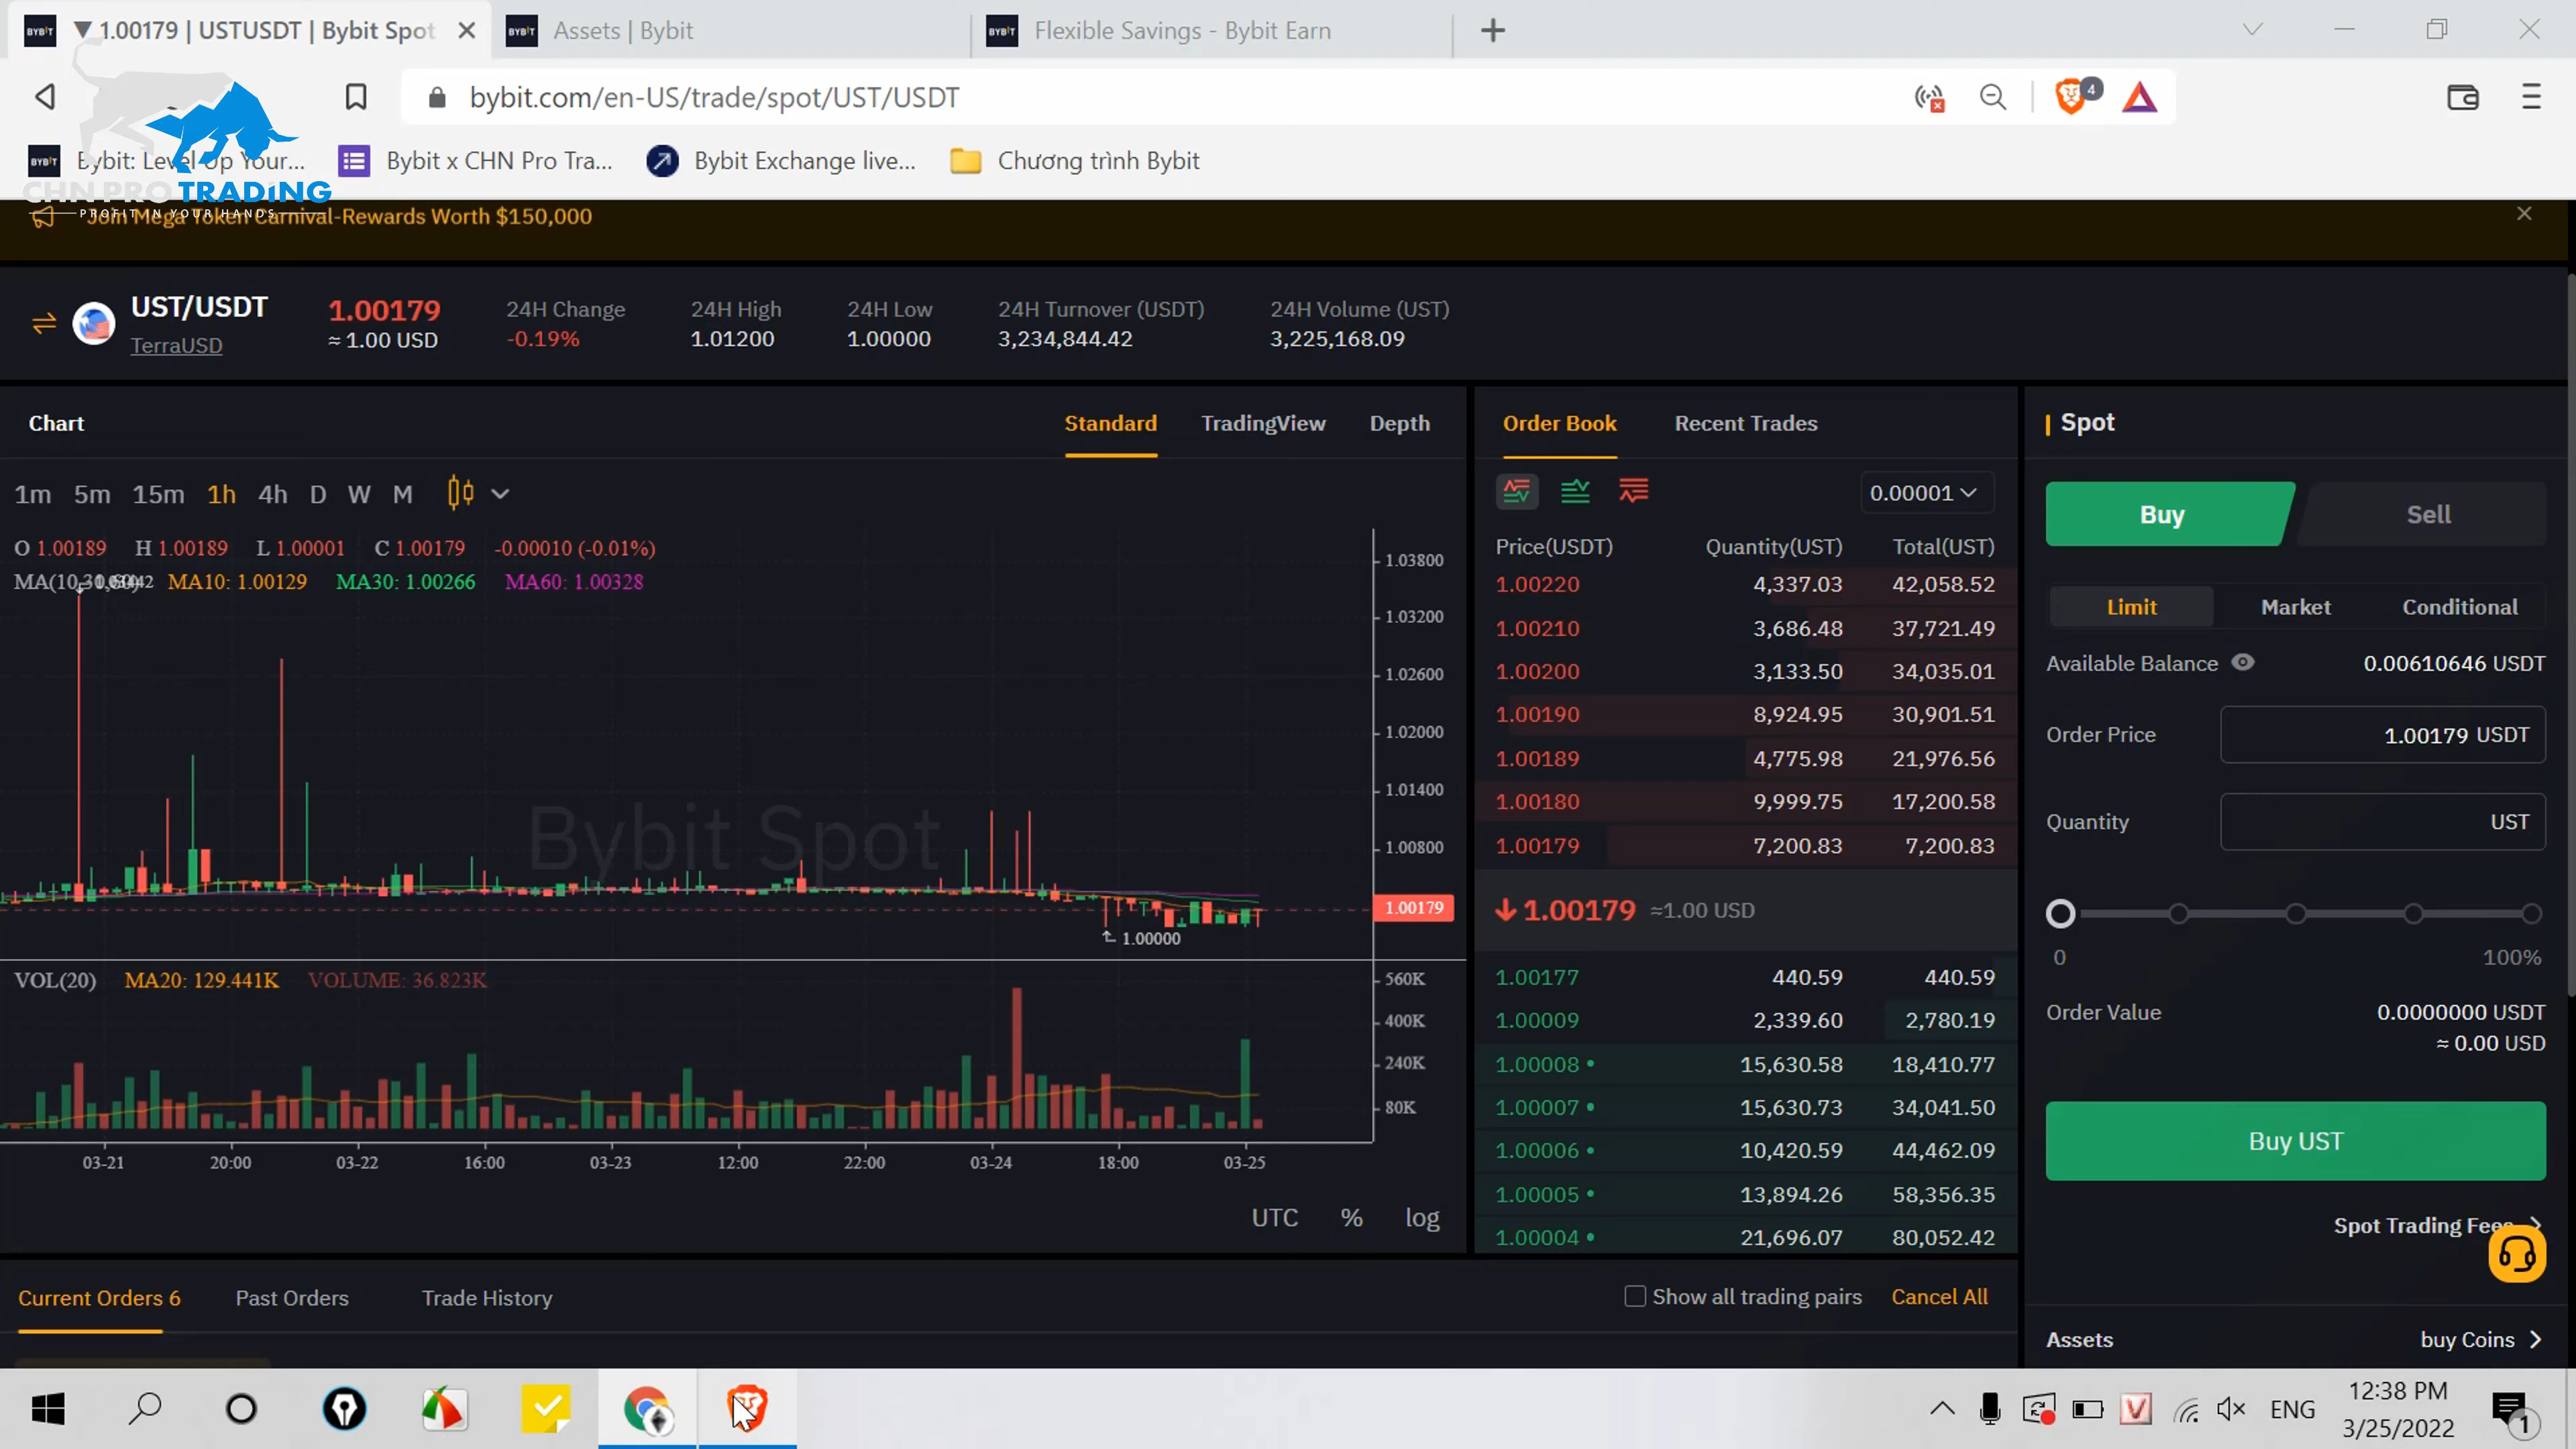 ▼ 1.00179 | USTUSDT | Bybit Spot
Assets | Bybit
Flexible Savings - Bybit Earn
bybit.com/en-US/trade/spot/UST/USDT
4
Bybit: Level Up Your...
Bybit x CHN Pro Tra...
Bybit Exchange live...
Chương trình Bybit
CHN PRO TRADING
PROFIT IN YOUR HANDS
Join Mega Token Carnival-Rewards Worth $150,000
UST/USDT
TerraUSD
1.00179
≈ 1.00 USD
24H Change
-0.19%
24H High
1.01200
24H Low
1.00000
24H Turnover (USDT)
3,234,844.42
24H Volume (UST)
3,225,168.09
Chart
Standard TradingView Depth
1m 5m 15m 1h 4h D W M
O 1.00189 H 1.00189 L 1.00001 C 1.00179 -0.00010 (-0.01%)
MA10: 1.00129 MA30: 1.00266 MA60: 1.00328
1.03800
1.03200
1.02600
1.02000
1.01400
1.00800
1.00179
Bybit Spot
1.00000
VOL(20) MA20: 129.441K VOLUME: 36.823K
560K
400K
240K
80K
03-21 20:00 03-22 16:00 03-23 12:00 22:00 03-24 18:00 03-25
UTC % log
Order Book Recent Trades
0.00001
Price(USDT) Quantity(UST) Total(UST)
1.00220 4,337.03 42,058.52
1.00210 3,686.48 37,721.49
1.00200 3,133.50 34,035.01
1.00190 8,924.95 30,901.51
1.00189 4,775.98 21,976.56
1.00180 9,999.75 17,200.58
1.00179 7,200.83 7,200.83
1.00179 ≈1.00 USD
1.00177 440.59 440.59
1.00009 2,339.60 2,780.19
1.00008 15,630.58 18,410.77
1.00007 15,630.73 34,041.50
1.00006 10,420.59 44,462.09
1.00005 13,894.26 58,356.35
1.00004 21,696.07 80,052.42
Spot
Buy Sell
Limit Market Conditional
Available Balance 0.00610646 USDT
Order Price 1.00179 USDT
Quantity UST
0 100%
Order Value 0.0000000 USDT
≈ 0.00 USD
Buy UST
Spot Trading Fees
Assets buy Coins
Current Orders 6 Past Orders Trade History
Show all trading pairs Cancel All
ENG
12:38 PM
3/25/2022
1